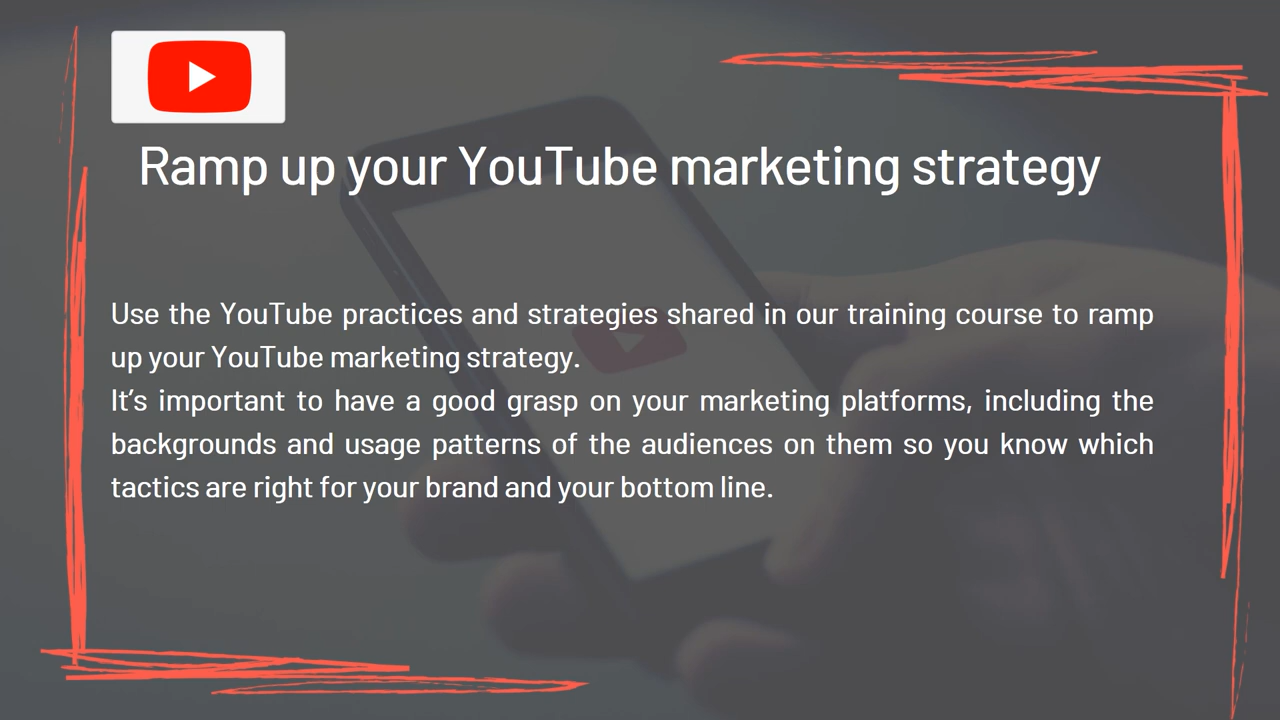 Ramp up your YouTube marketing strategy
Use the YouTube practices and strategies shared in our training course to ramp
up your YouTube marketing strategy.
It’s important to have a good grasp on your marketing platforms, including the
backgrounds and usage patterns of the audiences on them so you know which
tactics are right for your brand and your bottom line.